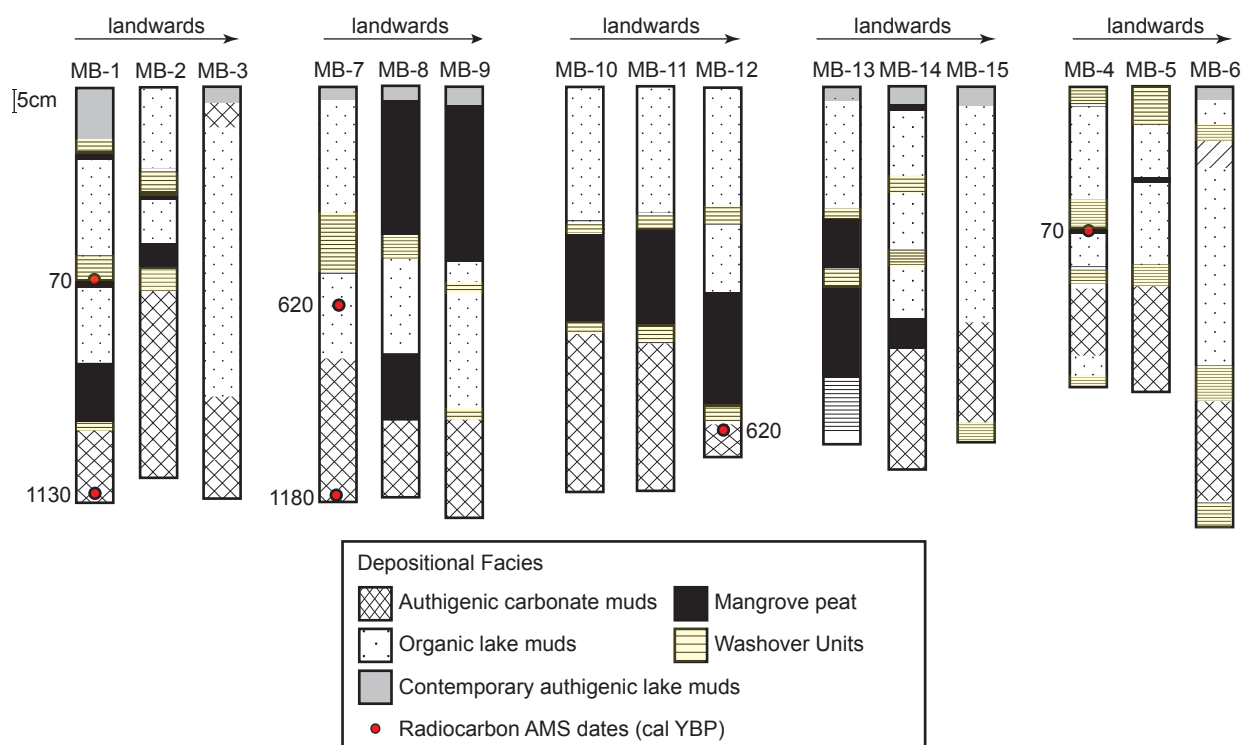 landwards landwards landwards landwards landwards
MB-1 MB-2 MB-3 MB-7 MB-8 MB-9 MB-10 MB-11 MB-12 MB-13 MB-14 MB-15 MB-4 MB-5 MB-6
5cm
70
70
620
620
1130
1180
Depositional Facies
Authigenic carbonate muds
Mangrove peat
Organic lake muds
Washover Units
Contemporary authigenic lake muds
Radiocarbon AMS dates (cal YBP)